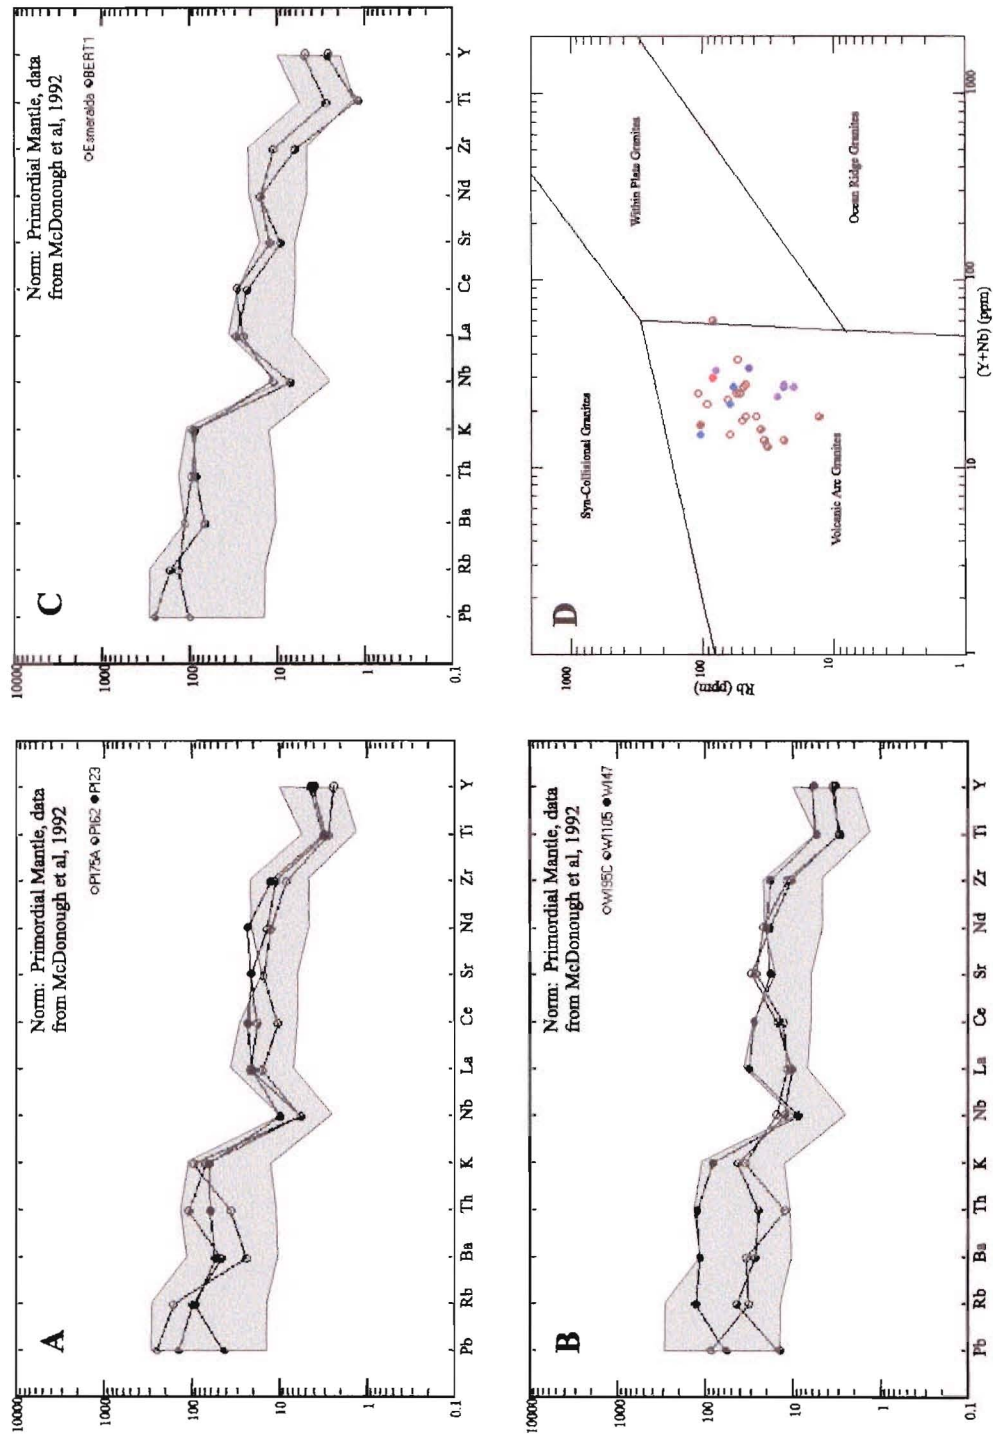 A
Norm: Primordial Mantle, data
from McDonough et al, 1992
PI75A PI62 PI23
10000
1000
100
10
1
0.1
Pb Rb Ba Th K Nb La Ce Sr Nd Zr Ti Y
C
Norm: Primordial Mantle, data
from McDonough et al, 1992
Esmeralda BERT1
10000
1000
100
10
1
0.1
Pb Rb Ba Th K Nb La Ce Sr Nd Zr Ti Y
B
Norm: Primordial Mantle, data
from McDonough et al, 1992
WI95C WI105 WI47
10000
1000
100
10
1
0.1
Pb Rb Ba Th K Nb La Ce Sr Nd Zr Ti Y
D
Syn-Collisional Granites
Within Plate Granites
Volcanic Arc Granites
Ocean Ridge Granites
Rb (ppm)
1000
100
10
1
1 10 100 1000
(Y+Nb) (ppm)